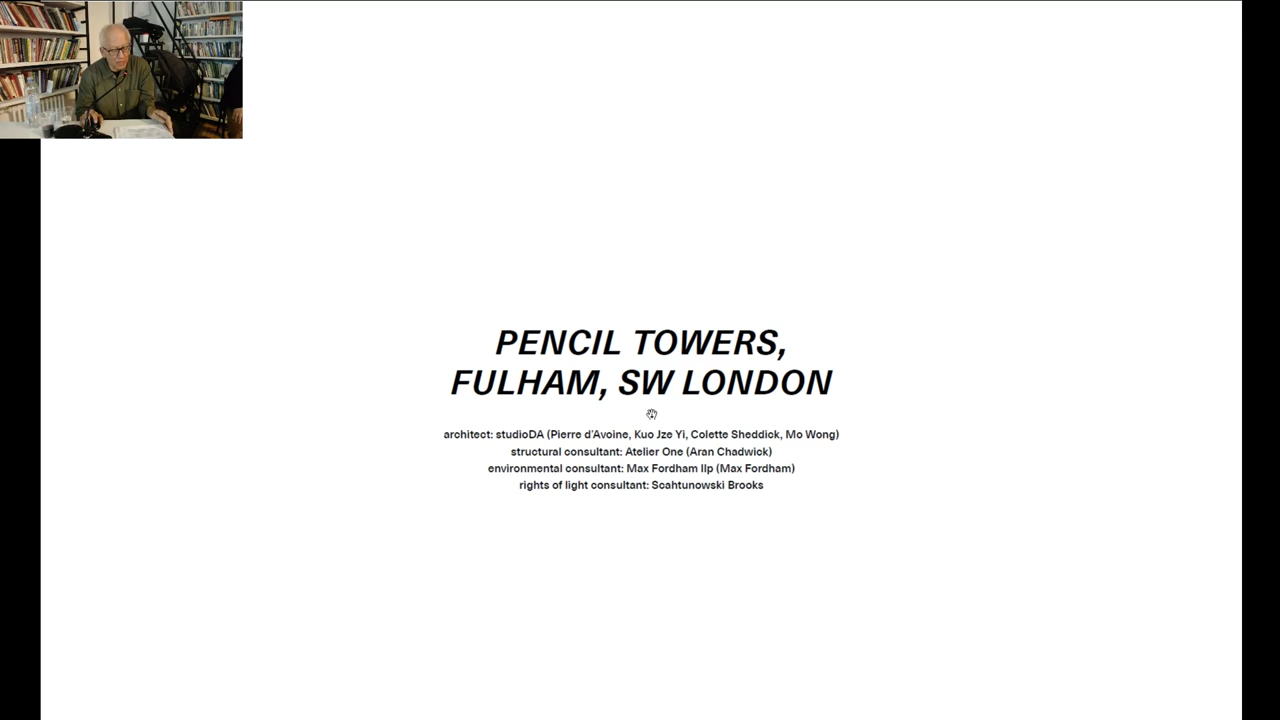 PENCIL TOWERS,
FULHAM, SW LONDON
architect: studioDA (Pierre d'Avoine, Kuo Jze Yi, Colette Sheddick, Mo Wong)
structural consultant: Atelier One (Aran Chadwick)
environmental consultant: Max Fordham llp (Max Fordham)
rights of light consultant: Scahtunowski Brooks